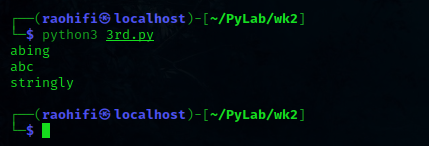 ┌──(raohifi㉿localhost)-[~/PyLab/wk2]
└─$ python3 3rd.py
abing
abc
stringly
┌──(raohifi㉿localhost)-[~/PyLab/wk2]
└─$